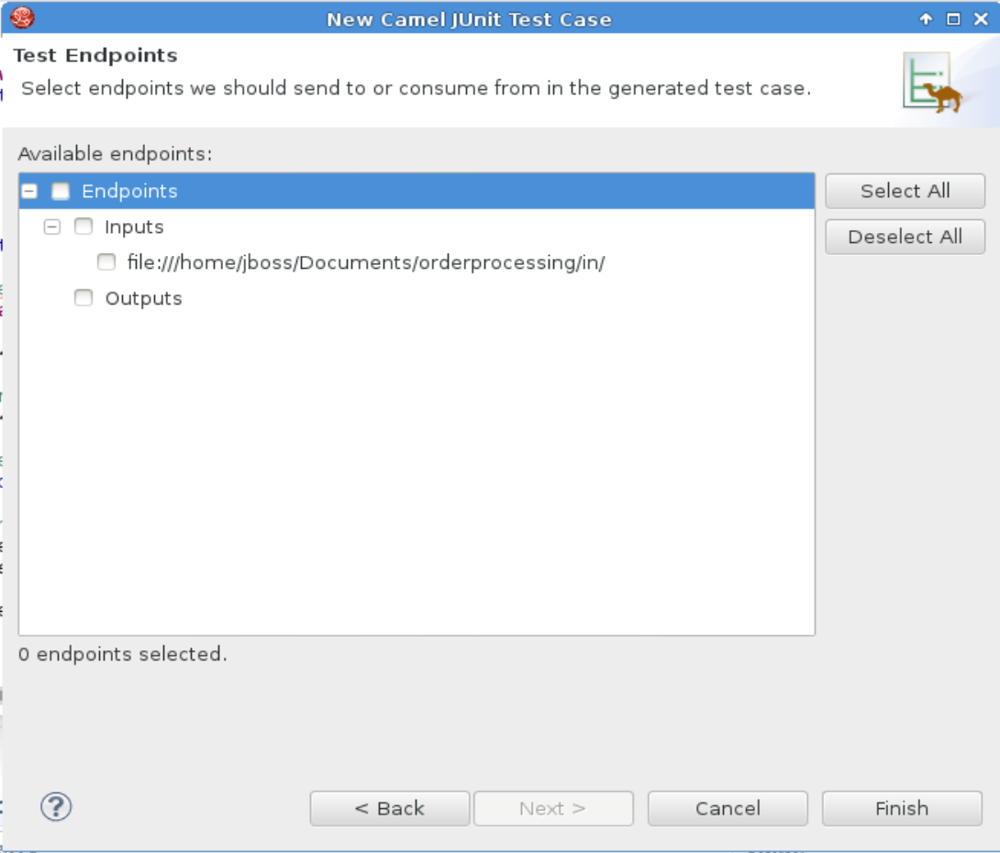 New Camel JUnit Test Case
Test Endpoints
Select endpoints we should send to or consume from in the generated test case.
Available endpoints:
Endpoints
Inputs
file:///home/jboss/Documents/orderprocessing/in/
Outputs
Select All
Deselect All
0 endpoints selected.
?
< Back
Next >
Cancel
Finish